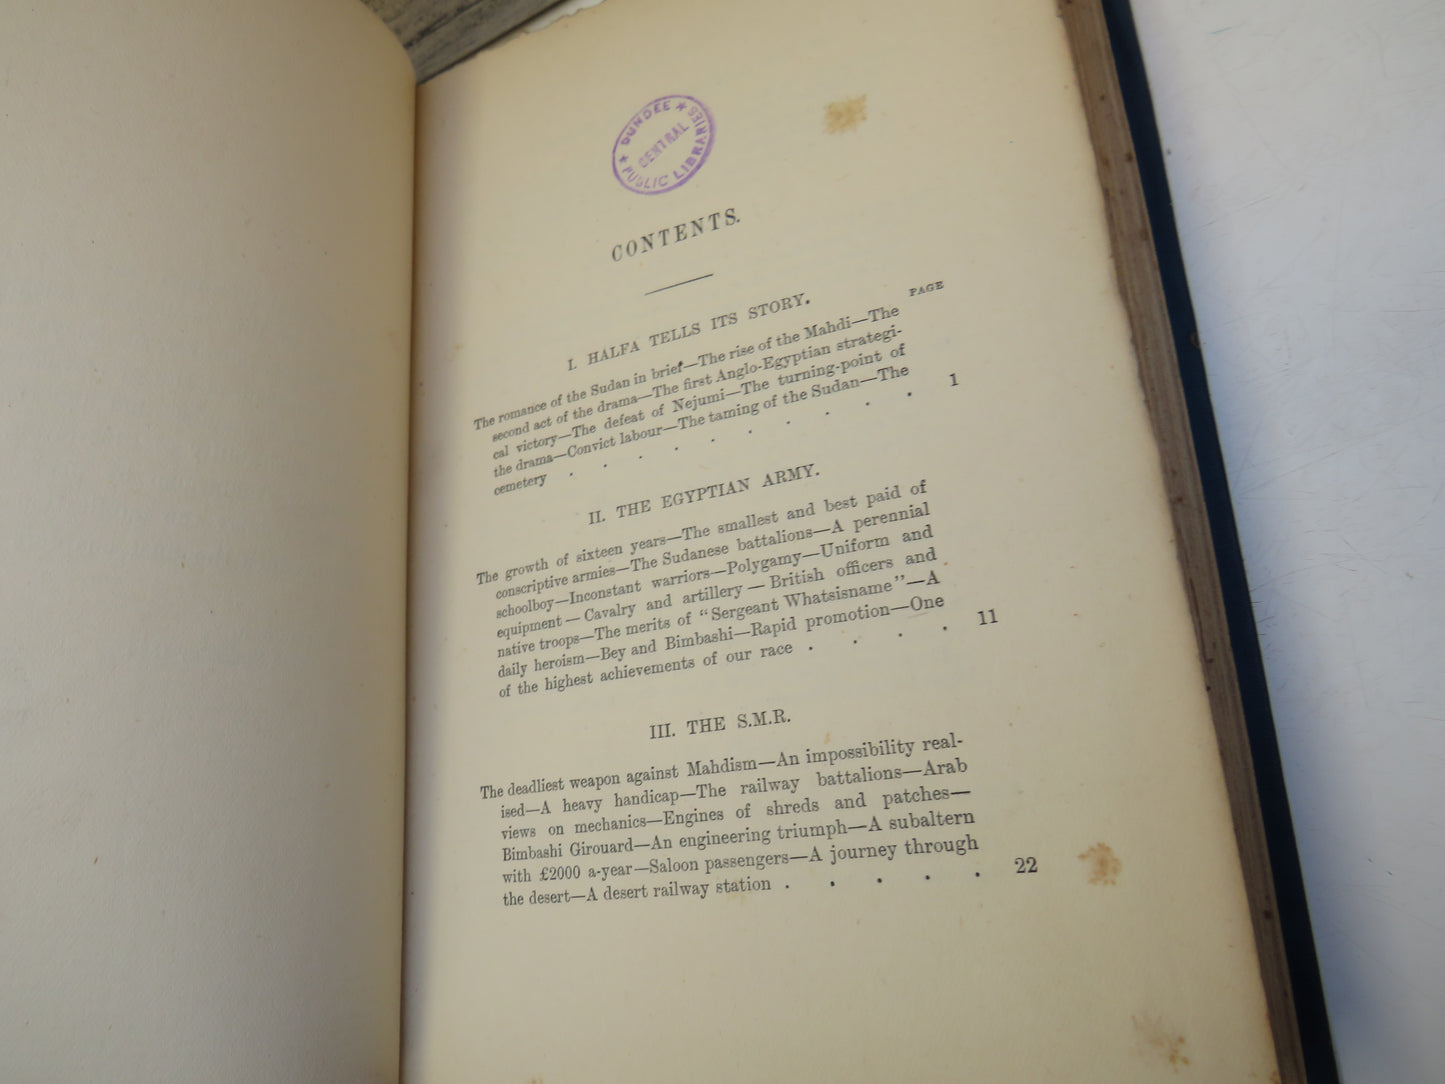 DUNDEE
CENTRAL
PUBLIC LIBRARIES
CONTENTS.
I. HALFA TELLS ITS STORY.
PAGE
The romance of the Sudan in brief—The rise of the Mahdi—The
second act of the drama—The first Anglo-Egyptian strategi-
cal victory—The defeat of Nejumi—The turning-point of
the drama—Convict labour—The taming of the Sudan—The
cemetery . . . . . . . . . . 1
II. THE EGYPTIAN ARMY.
The growth of sixteen years—The smallest and best paid of
conscriptive armies—The Sudanese battalions—A perennial
schoolboy—Inconstant warriors—Polygamy—Uniform and
equipment—Cavalry and artillery—British officers and
native troops—The merits of "Sergeant Whatsisname"—A
daily heroism—Bey and Bimbashi—Rapid promotion—One
of the highest achievements of our race . . . . 11
III. THE S.M.R.
The deadliest weapon against Mahdism—An impossibility real-
ised—A heavy handicap—The railway battalions—Arab
views on mechanics—Engines of shreds and patches—
Bimbashi Girouard—An engineering triumph—A subaltern
with £2000 a-year—Saloon passengers—A journey through
the desert—A desert railway station . . . . . 22